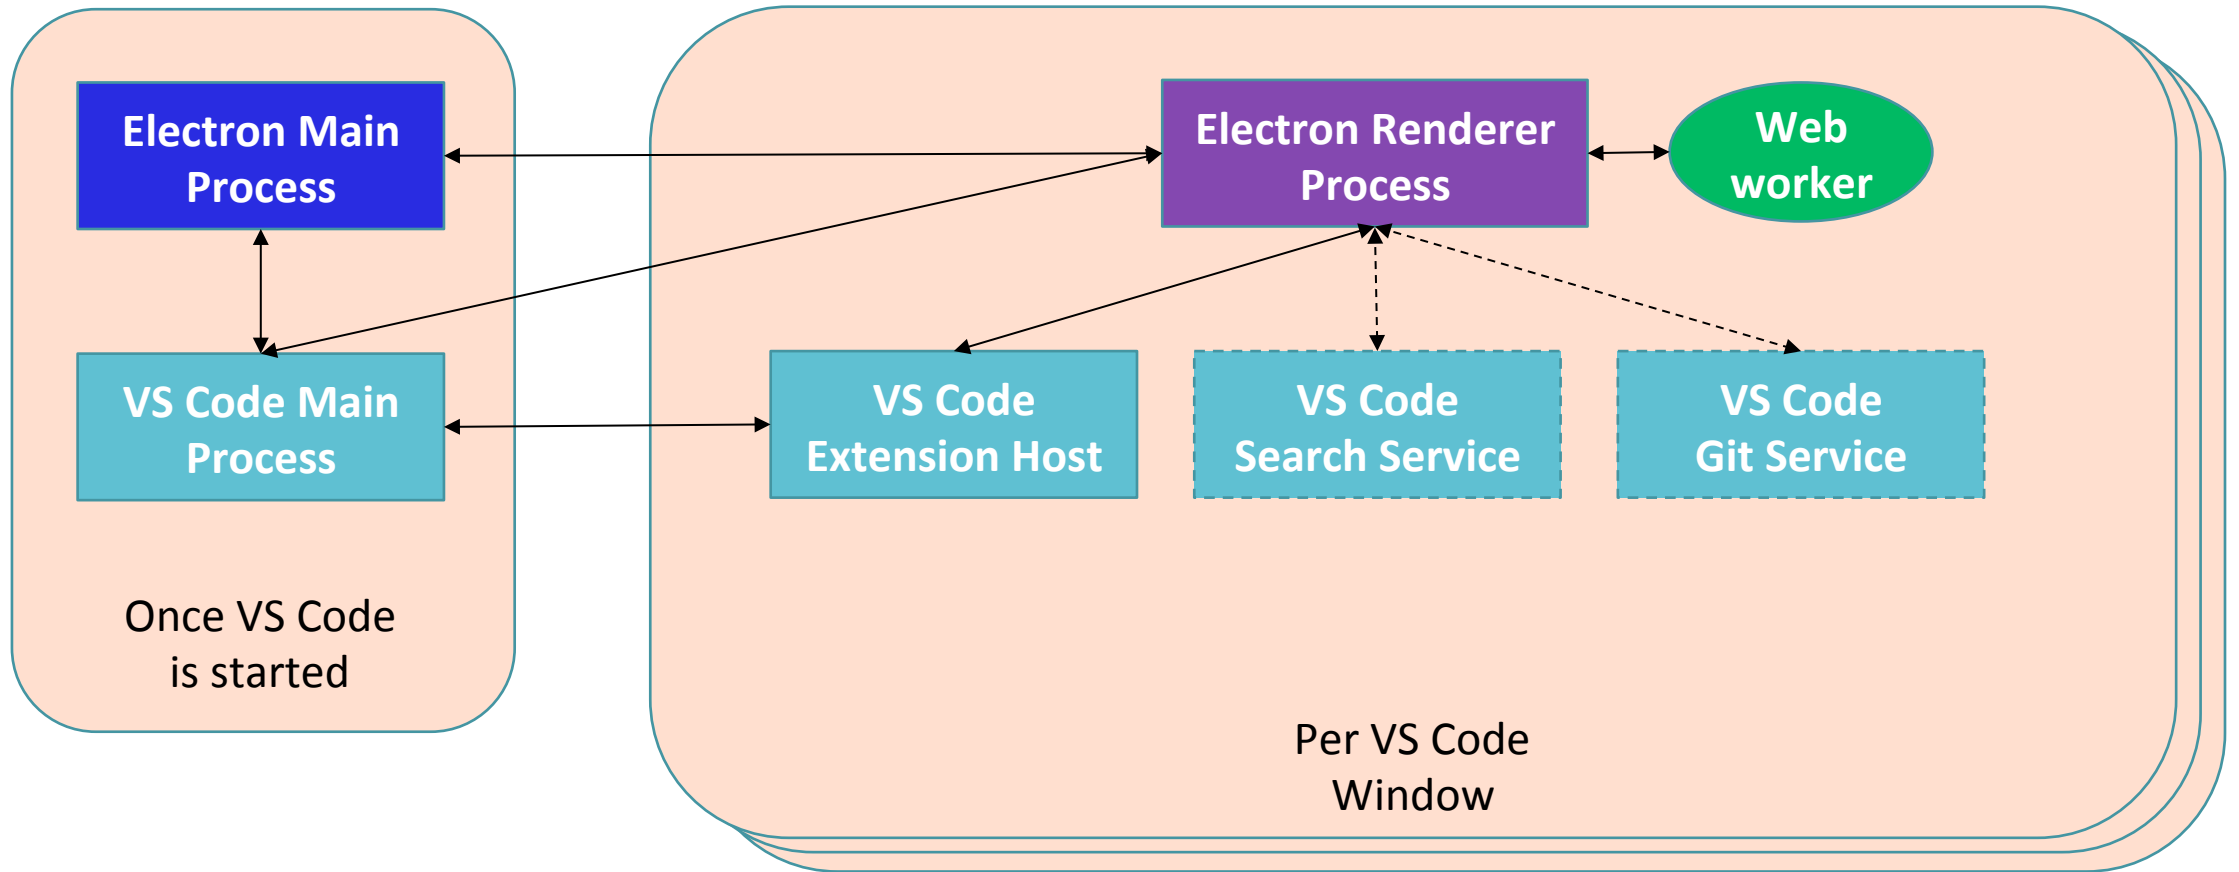 Electron Main
Process
Electron Renderer
Process
Web
worker
VS Code Main
Process
VS Code
Extension Host
VS Code
Search Service
VS Code
Git Service
Once VS Code
is started
Per VS Code
Window